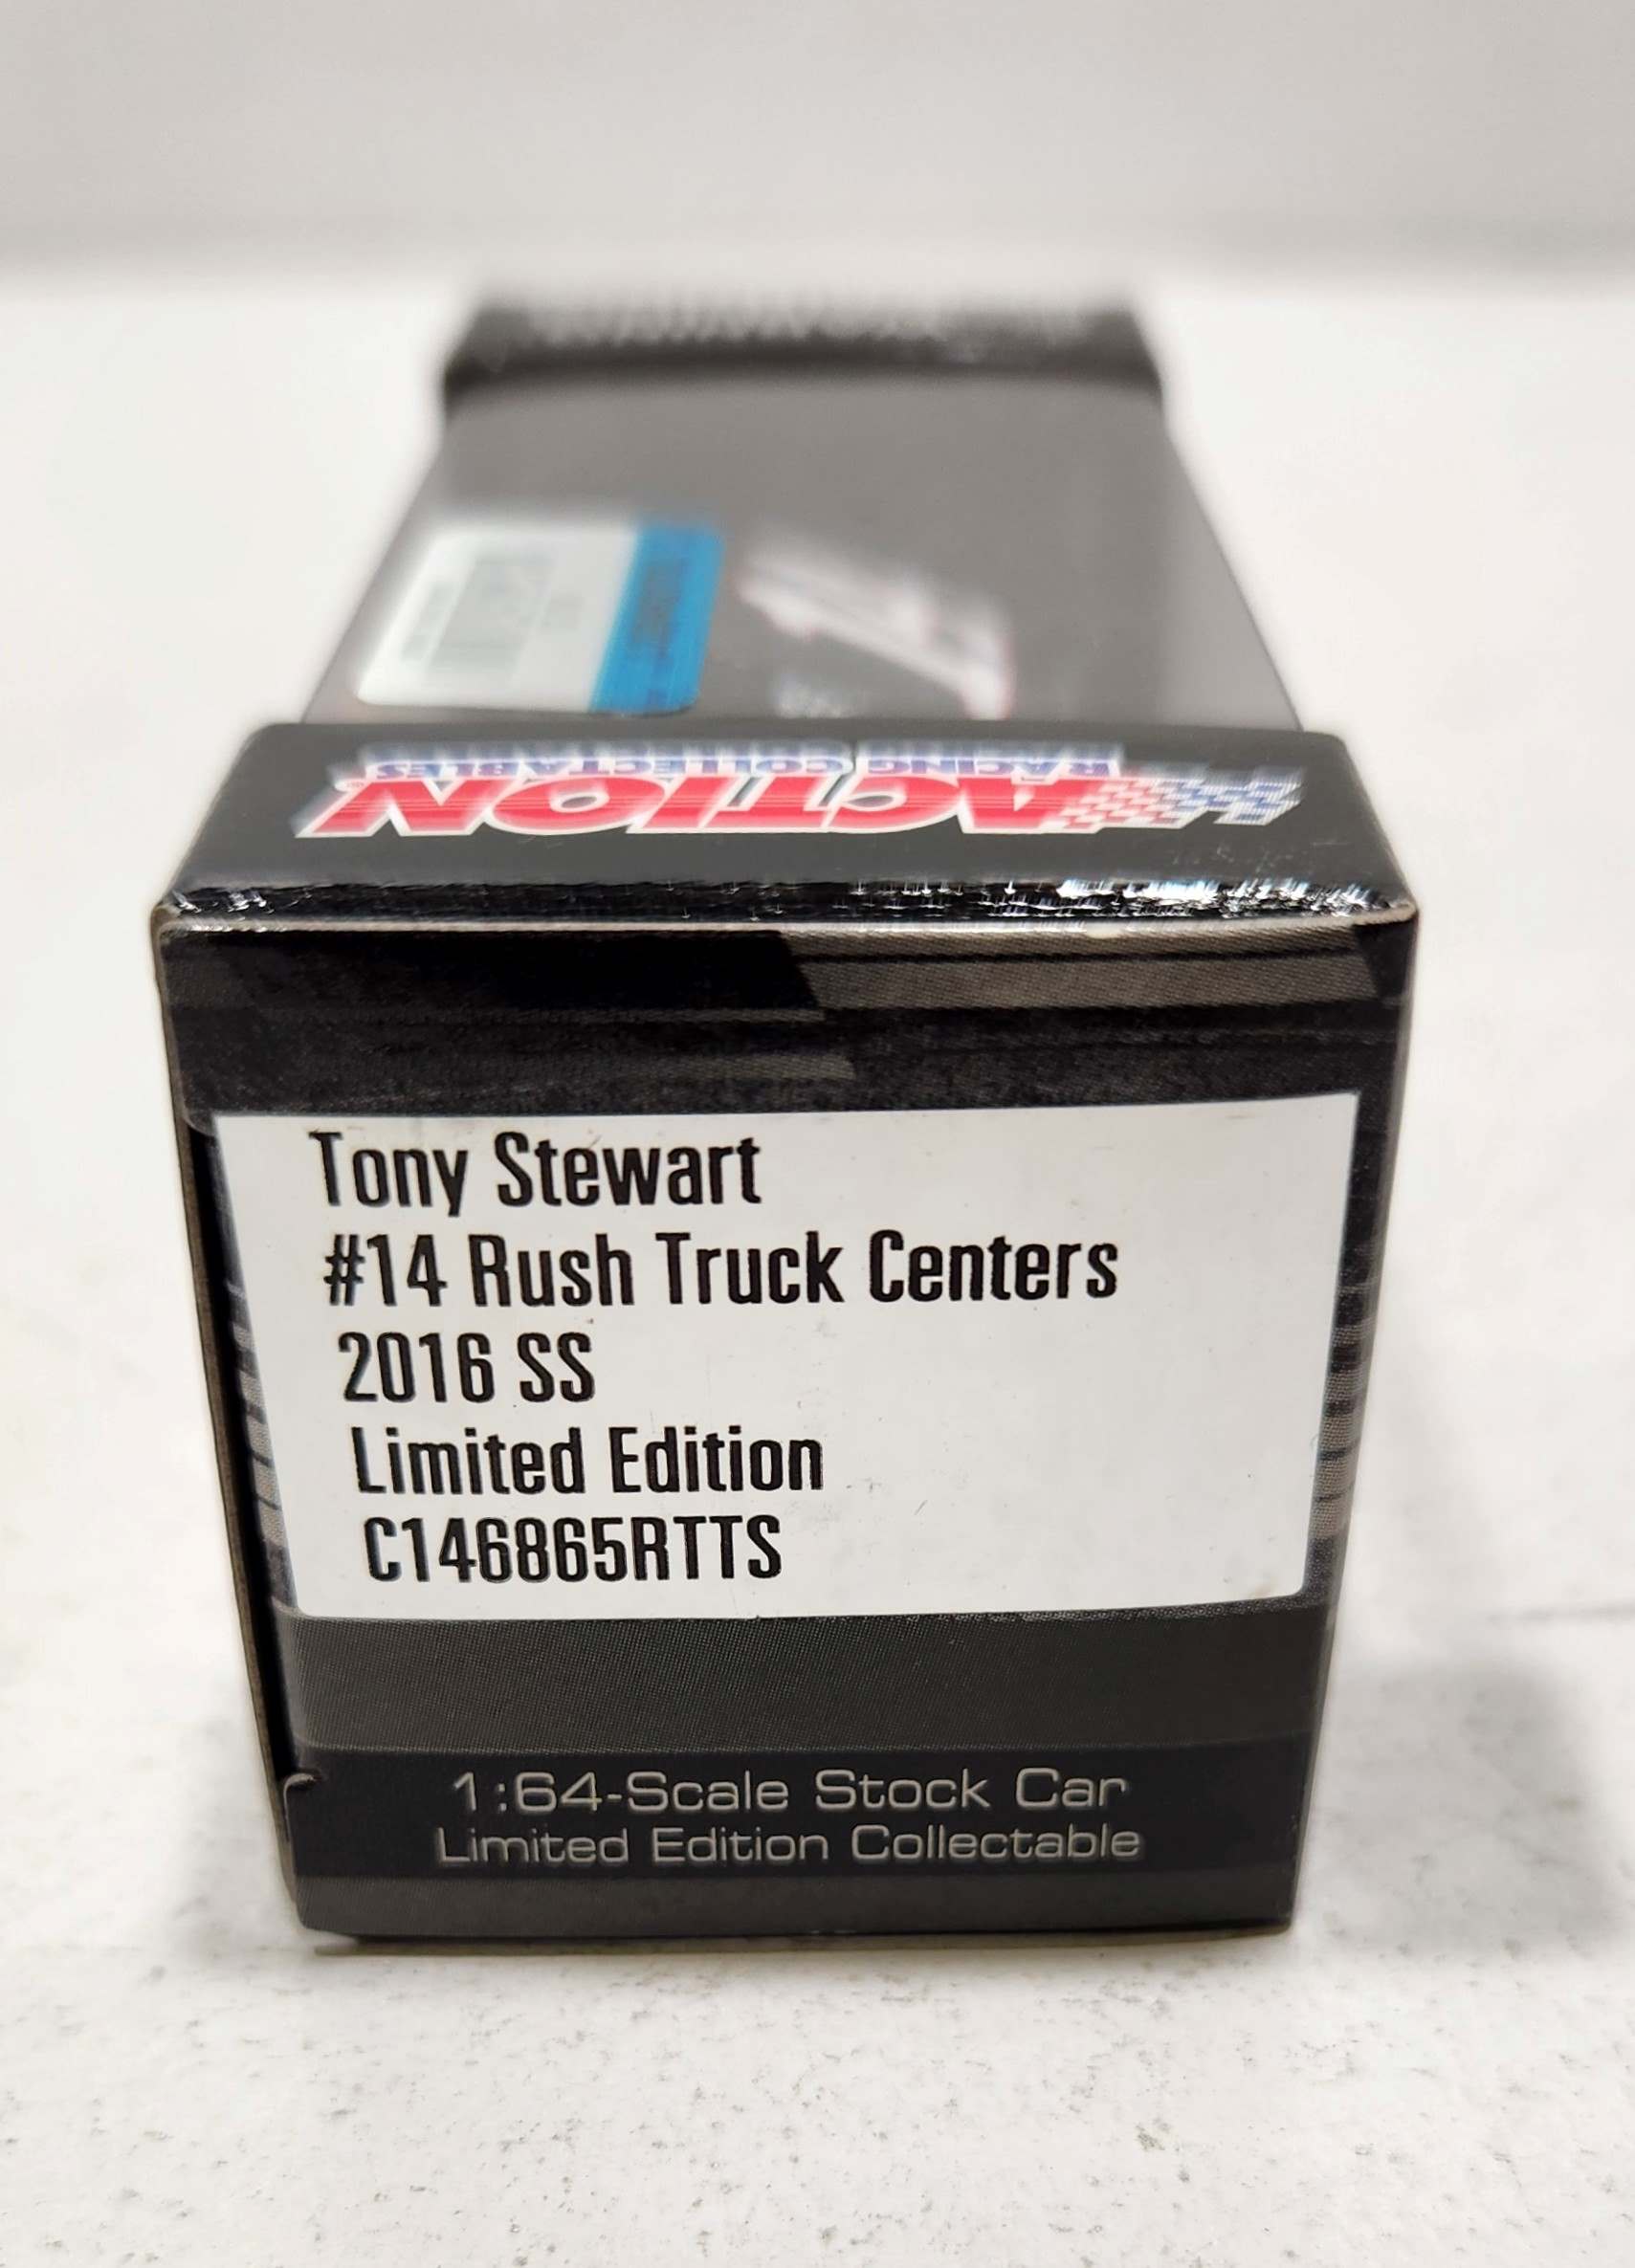 ACTION
RACING COLLECTABLES
Tony Stewart
#14 Rush Truck Centers
2016 SS
Limited Edition
C146865RTTS
1:64-Scale Stock Car
Limited Edition Collectable